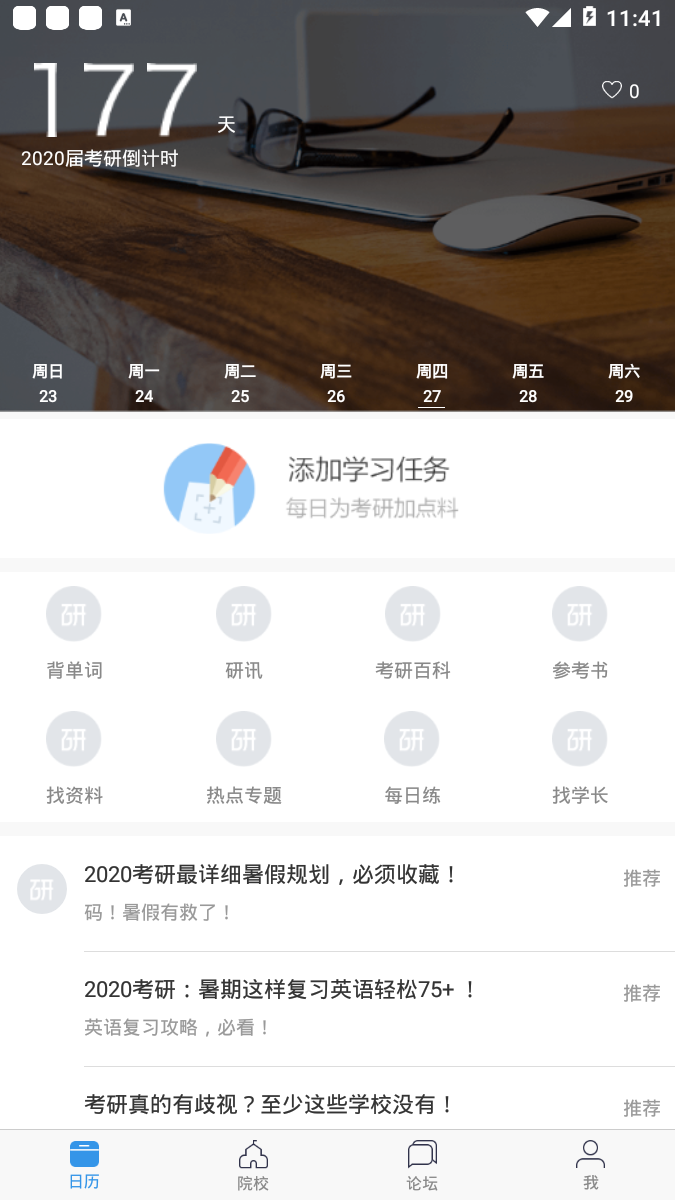 A
11:41
177 天
♡ 0
2020届考研倒计时
周日 周一 周二 周三 周四 周五 周六
23 24 25 26 27 28 29
添加学习任务
每日为考研加点料
研 研 研 研
背单词 研讯 考研百科 参考书
研 研 研 研
找资料 热点专题 每日练 找学长
研
2020考研最详细暑假规划，必须收藏！
推荐
码！暑假有救了！
2020考研：暑期这样复习英语轻松75+ ！
推荐
英语复习攻略，必看！
考研真的有歧视？至少这些学校没有！
推荐
日历 院校 论坛 我